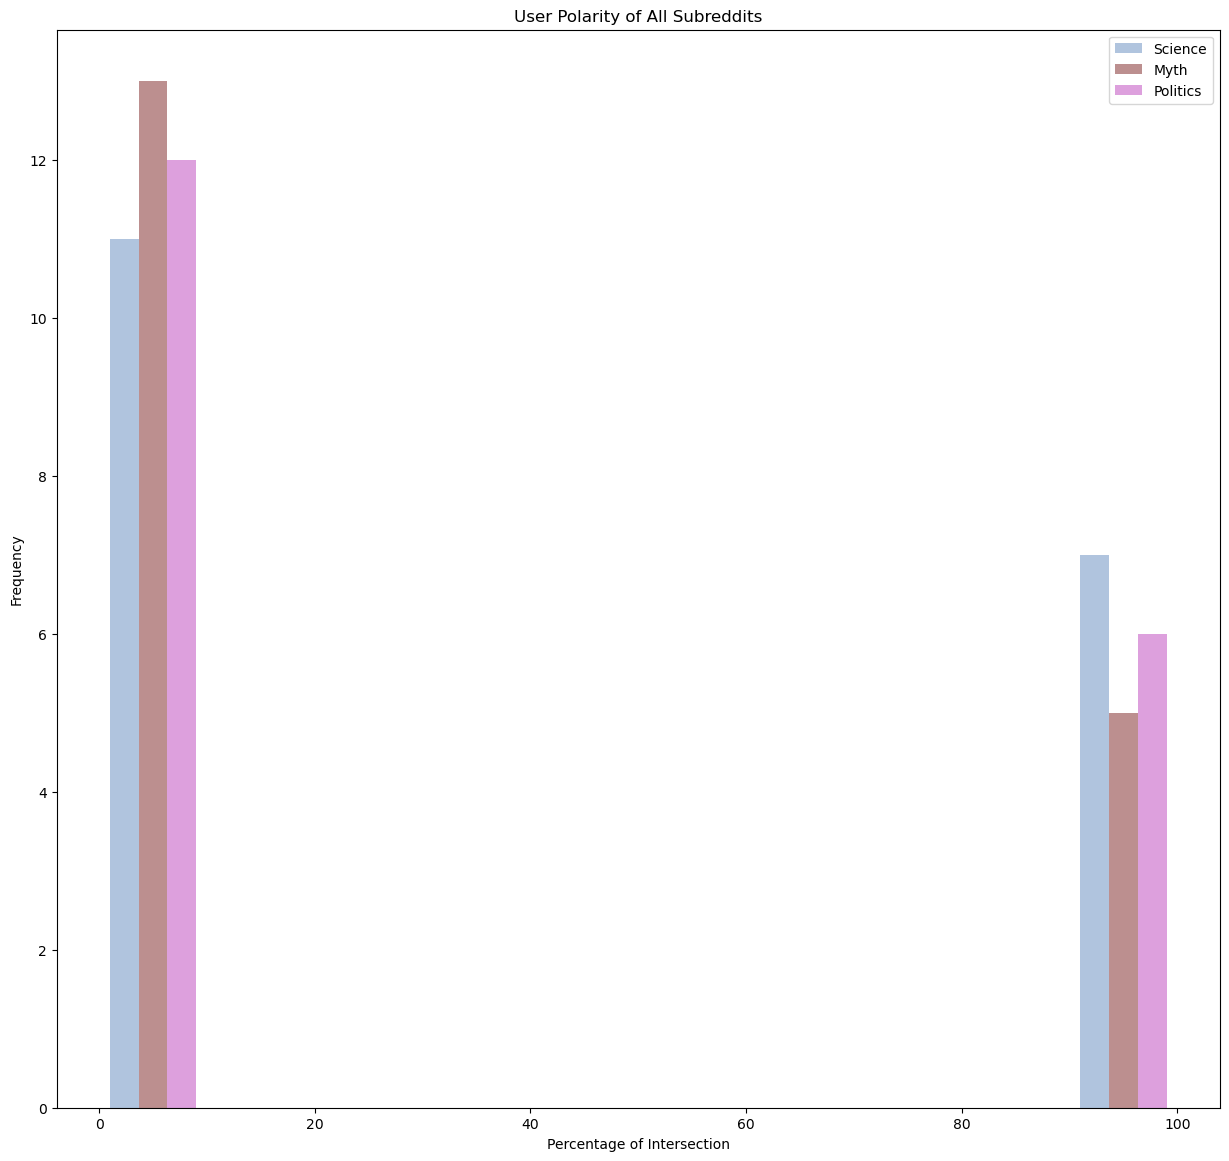 User Polarity of All Subreddits
Science
Myth
Politics
12
10
8
6
4
2
0
Frequency
0 20 40 60 80 100
Percentage of Intersection